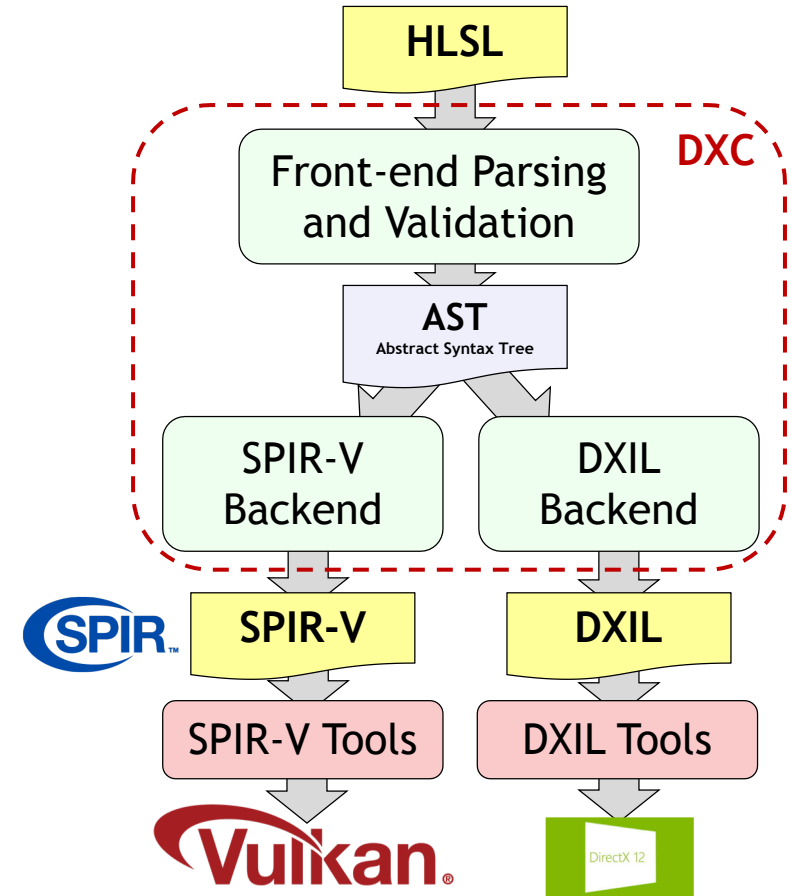 HLSL
DXC
Front-end Parsing
and Validation
AST
Abstract Syntax Tree
SPIR-V
Backend
DXIL
Backend
SPIR™
SPIR-V
DXIL
SPIR-V Tools
DXIL Tools
Vulkan®
DirectX 12